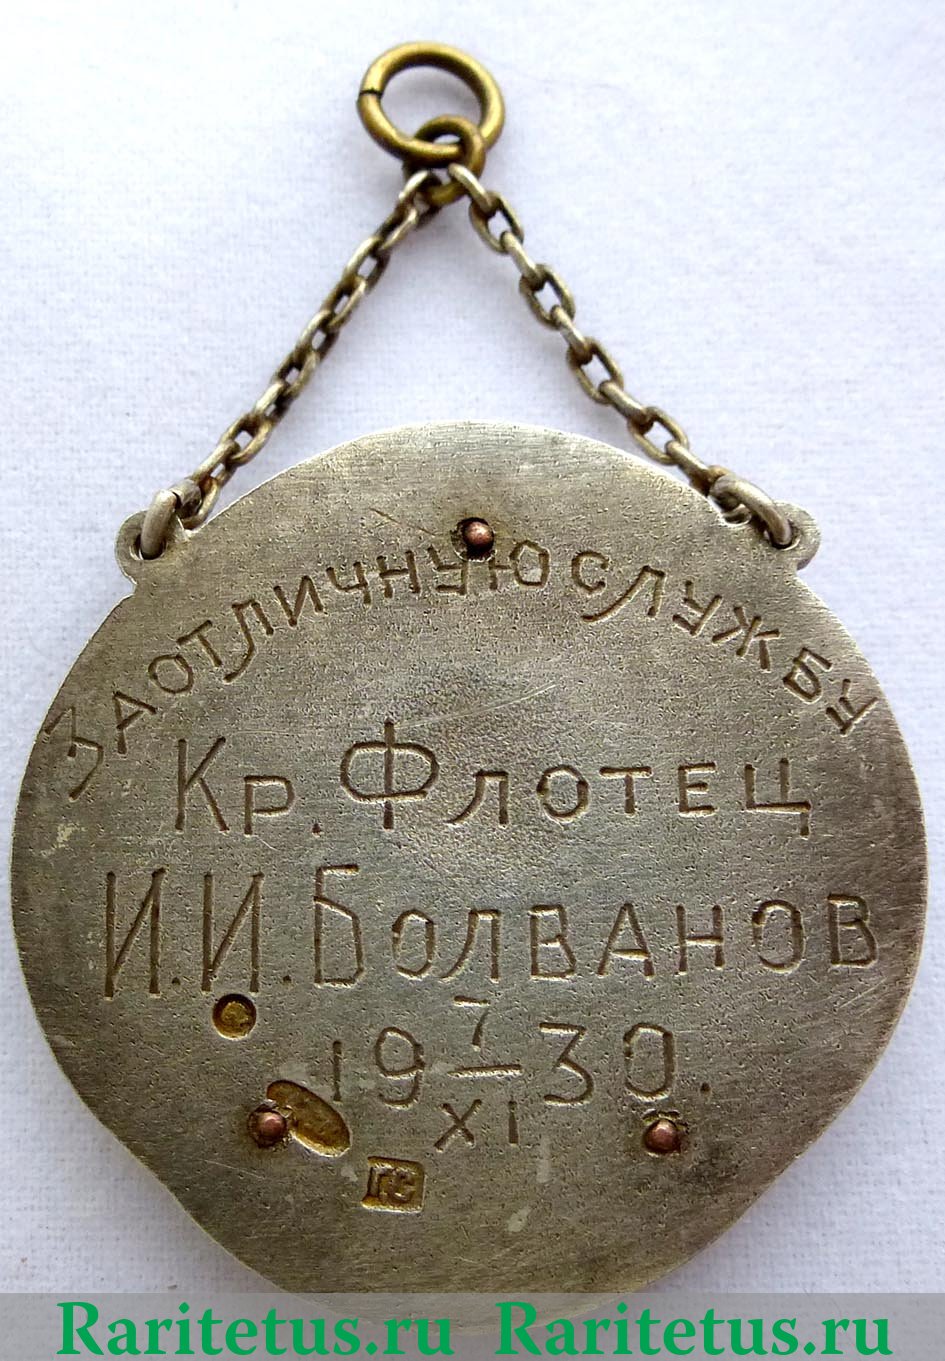 ЗА ОТЛИЧНУЮ СЛУЖБУ
Кр. Флотец
И.И. Болванов
19 7/XI 30.
Raritetus.ru Raritetus.ru